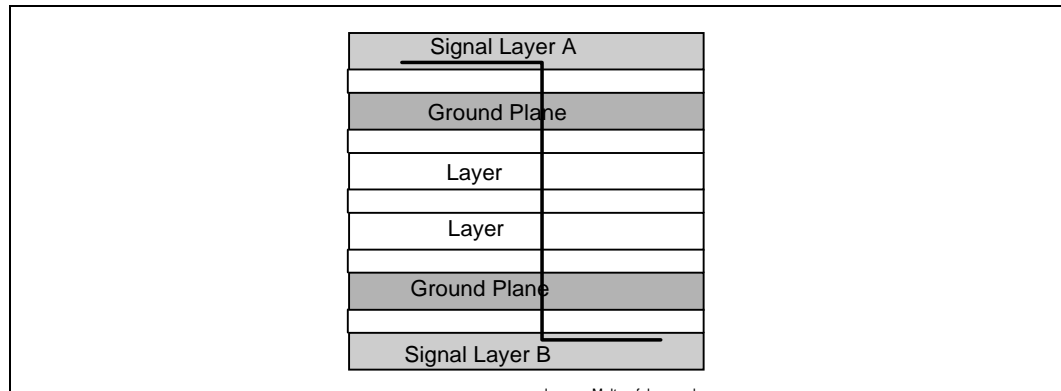 Signal Layer A
Ground Plane
Layer
Layer
Ground Plane
Signal Layer B